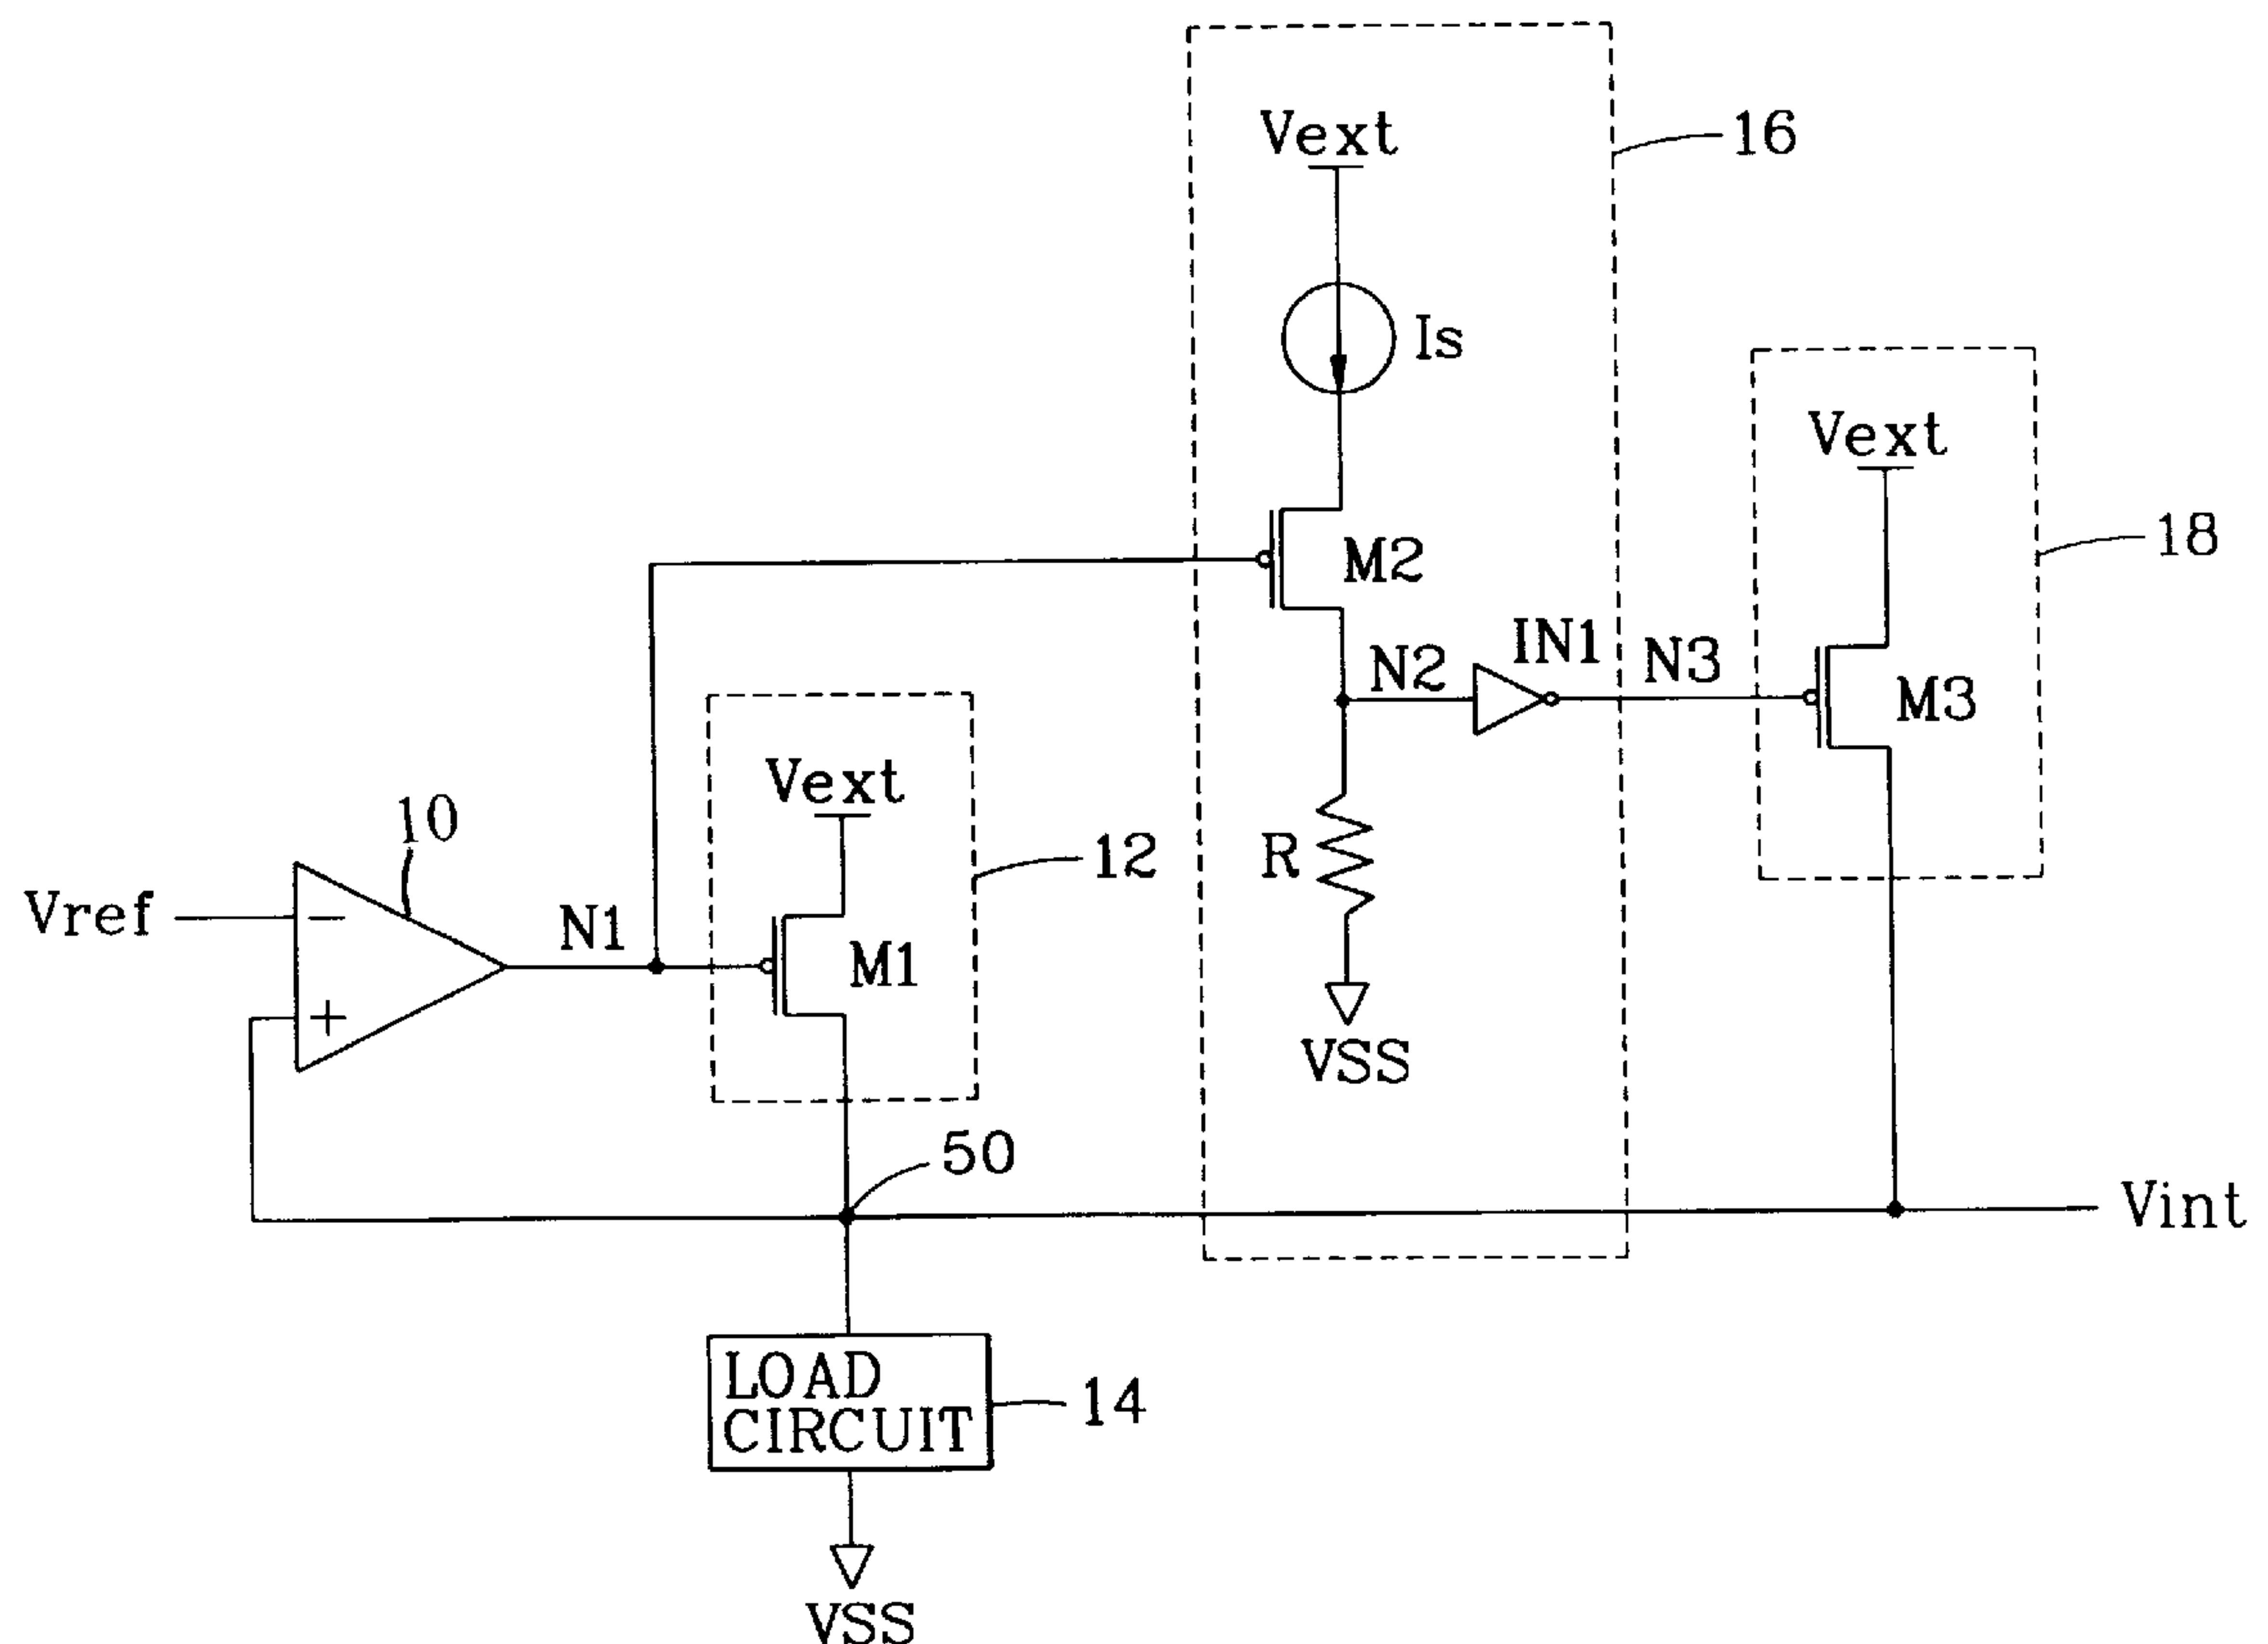 Vext
16
Is
Vext
18
M2
IN1
N2
N3
M3
Vext
10
12
R
Vref
−
N1
M1
+
VSS
50
Vint
LOAD
CIRCUIT
14
VSS